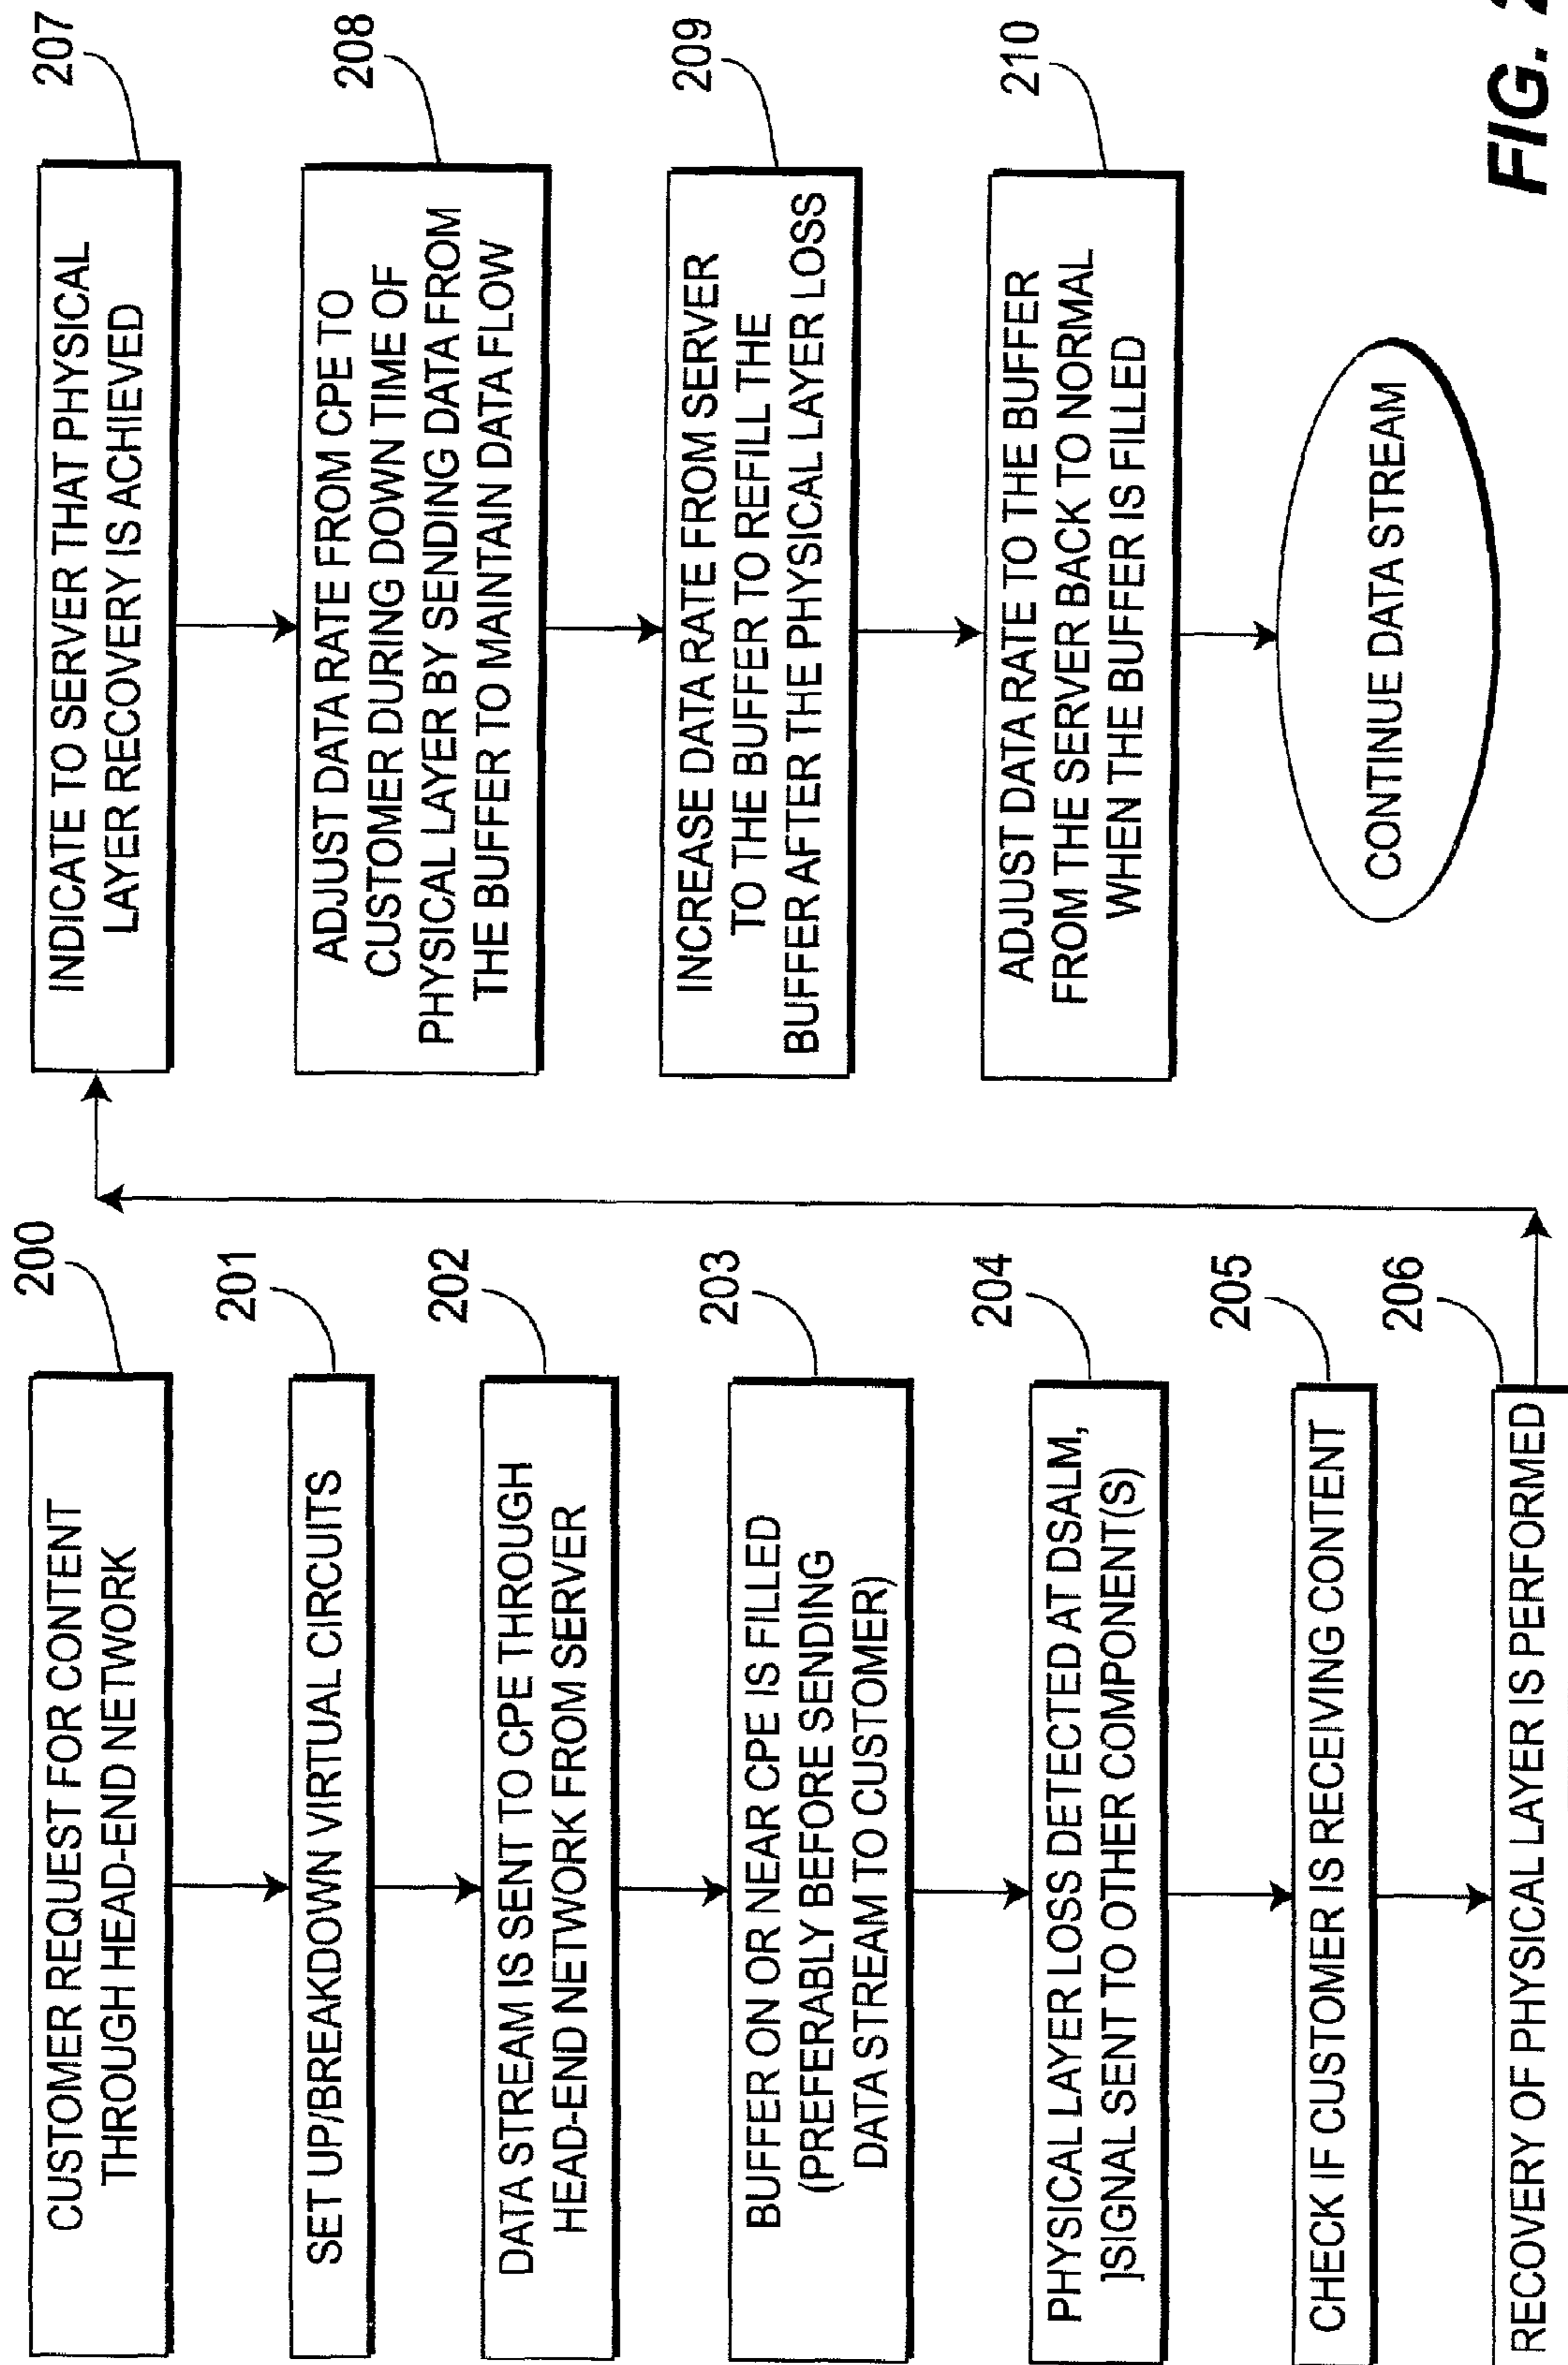 200
CUSTOMER REQUEST FOR CONTENT
THROUGH HEAD-END NETWORK
201
SET UP/BREAKDOWN VIRTUAL CIRCUITS
202
DATA STREAM IS SENT TO CPE THROUGH
HEAD-END NETWORK FROM SERVER
203
BUFFER ON OR NEAR CPE IS FILLED
(PREFERABLY BEFORE SENDING
DATA STREAM TO CUSTOMER)
204
PHYSICAL LAYER LOSS DETECTED AT DSALM,
]SIGNAL SENT TO OTHER COMPONENT(S)
205
CHECK IF CUSTOMER IS RECEIVING CONTENT
206
RECOVERY OF PHYSICAL LAYER IS PERFORMED
207
INDICATE TO SERVER THAT PHYSICAL
LAYER RECOVERY IS ACHIEVED
208
ADJUST DATA RATE FROM CPE TO
CUSTOMER DURING DOWN TIME OF
PHYSICAL LAYER BY SENDING DATA FROM
THE BUFFER TO MAINTAIN DATA FLOW
209
INCREASE DATA RATE FROM SERVER
TO THE BUFFER TO REFILL THE
BUFFER AFTER THE PHYSICAL LAYER LOSS
210
ADJUST DATA RATE TO THE BUFFER
FROM THE SERVER BACK TO NORMAL
WHEN THE BUFFER IS FILLED
CONTINUE DATA STREAM
FIG. 2